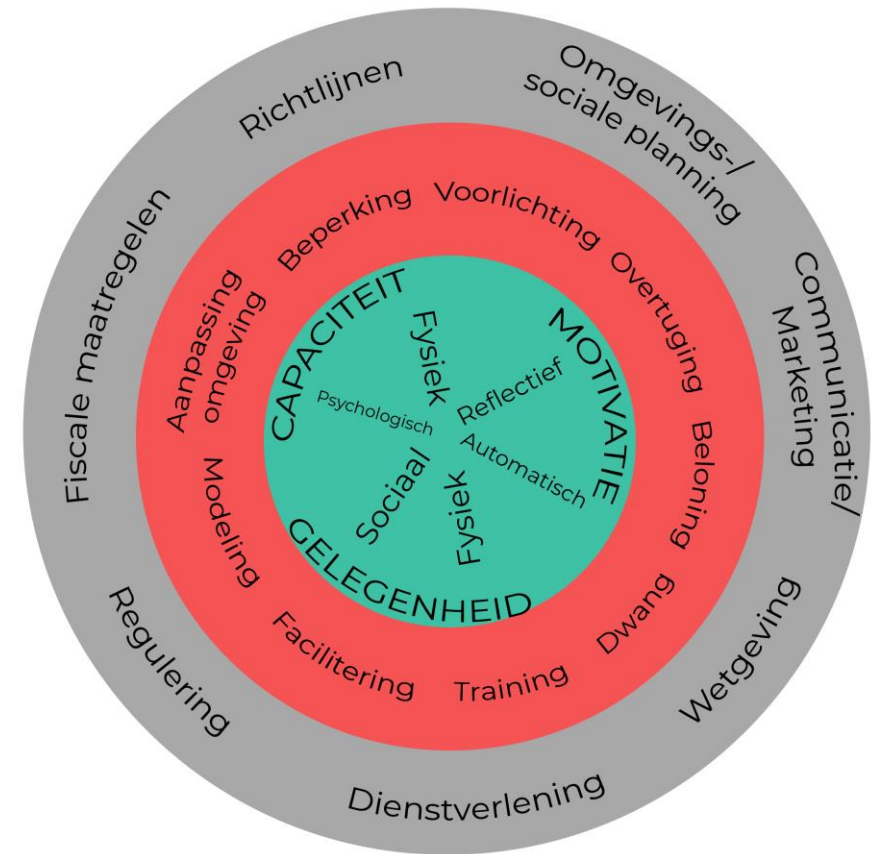 Richtlijnen
Omgevings-/
sociale planning
Communicatie/
Marketing
Wetgeving
Dienstverlening
Regulering
Fiscale maatregelen
Beperking
Voorlichting
Overtuging
Beloning
Dwang
Training
Facilitering
Modeling
Aanpassing
omgeving
CAPACITEIT
Fysiek
Psychologisch
MOTIVATIE
Reflectief
Automatisch
GELEGENHEID
Sociaal
Fysiek